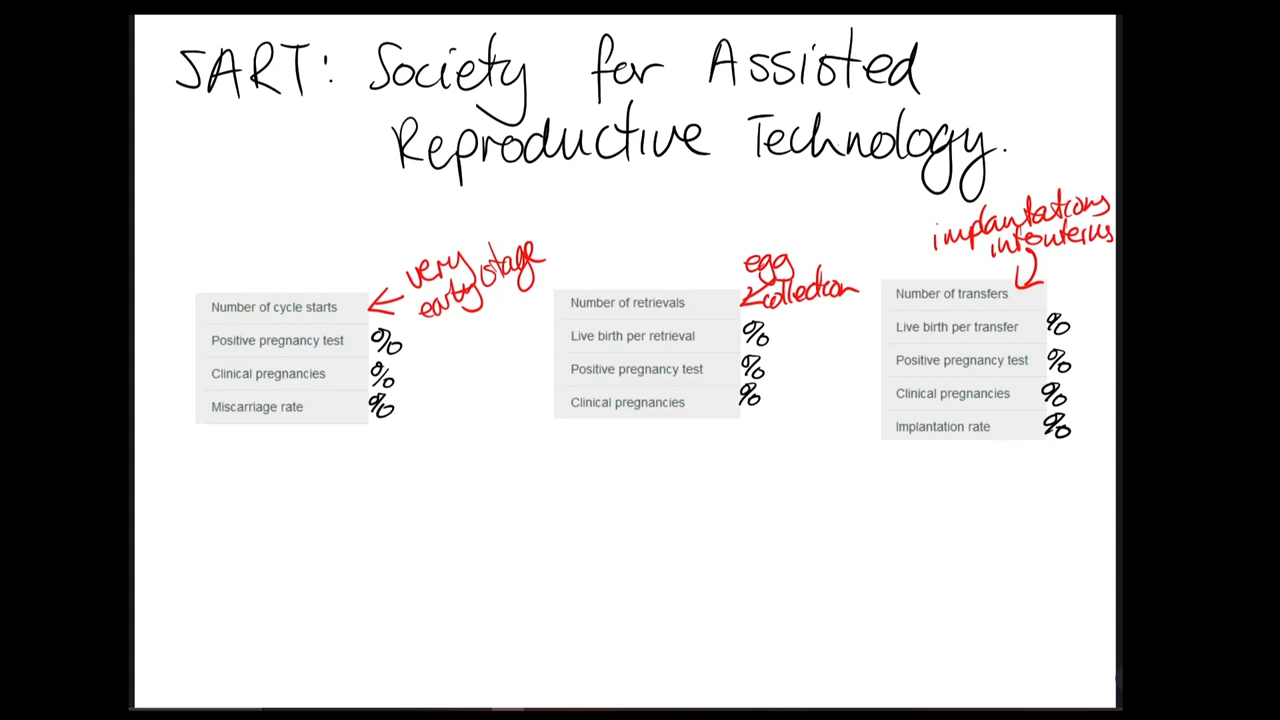 SART: Society for Assisted
Reproductive Technology.
implantations
into uterus
very
early stage
egg
collection
Number of cycle starts
Positive pregnancy test %
Clinical pregnancies %
Miscarriage rate %
Number of retrievals
Live birth per retrieval %
Positive pregnancy test %
Clinical pregnancies %
Number of transfers
Live birth per transfer %
Positive pregnancy test %
Clinical pregnancies %
Implantation rate %